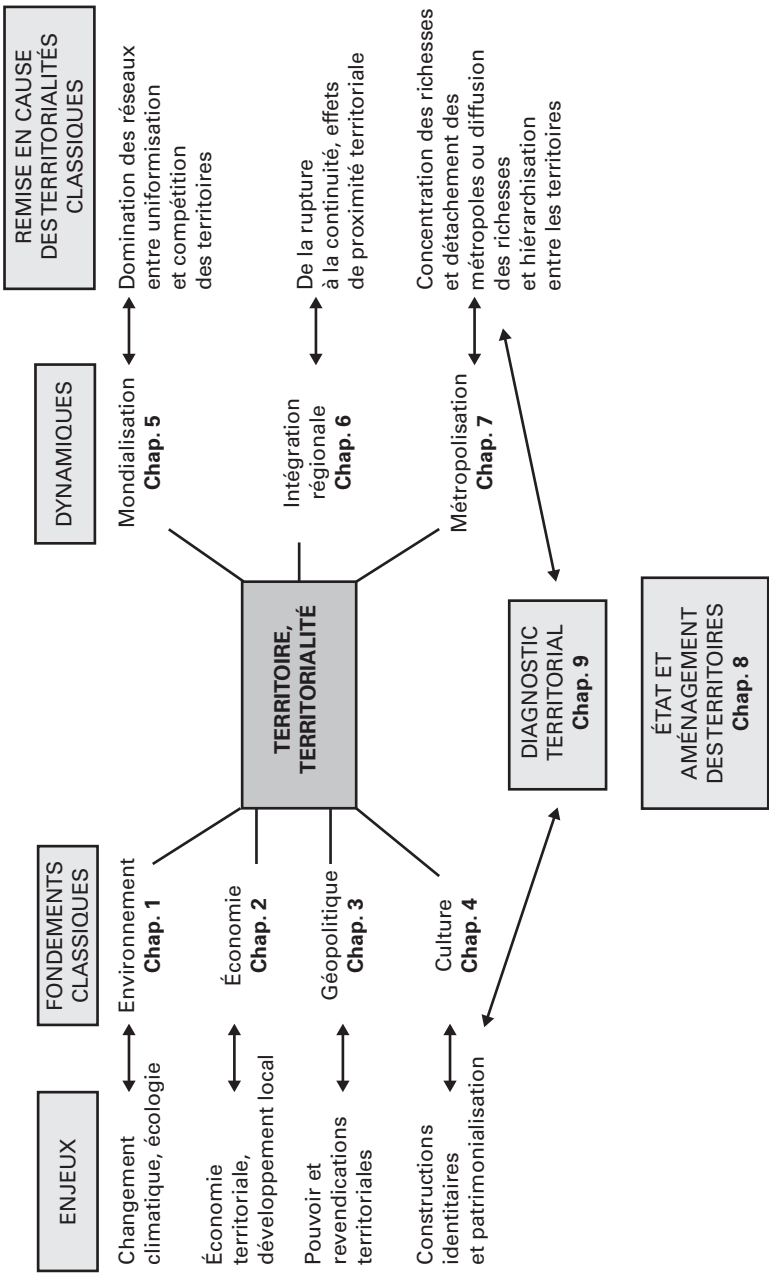 ENJEUX
Changement
climatique, écologie
Économie
territoriale,
développement local
Pouvoir et
revendications
territoriales
Constructions
identitaires
et patrimonialisation
FONDEMENTS
CLASSIQUES
Environnement
Chap. 1
Économie
Chap. 2
Géopolitique
Chap. 3
Culture
Chap. 4
TERRITOIRE,
TERRITORIALITÉ
DIAGNOSTIC
TERRITORIAL
Chap. 9
ÉTAT ET
AMÉNAGEMENT
DESTERRITOIRES
Chap. 8
DYNAMIQUES
Mondialisation
Chap. 5
Intégration
régionale
Chap. 6
Métropolisation
Chap. 7
REMISE EN CAUSE
DESTERRITORIALITÉS
CLASSIQUES
Domination des réseaux
entre uniformisation
et compétition
des territoires
De la rupture
à la continuité, effets
de proximité territoriale
Concentration des richesses
et détachement des
métropoles ou diffusion
des richesses
et hiérarchisation
entre les territoires